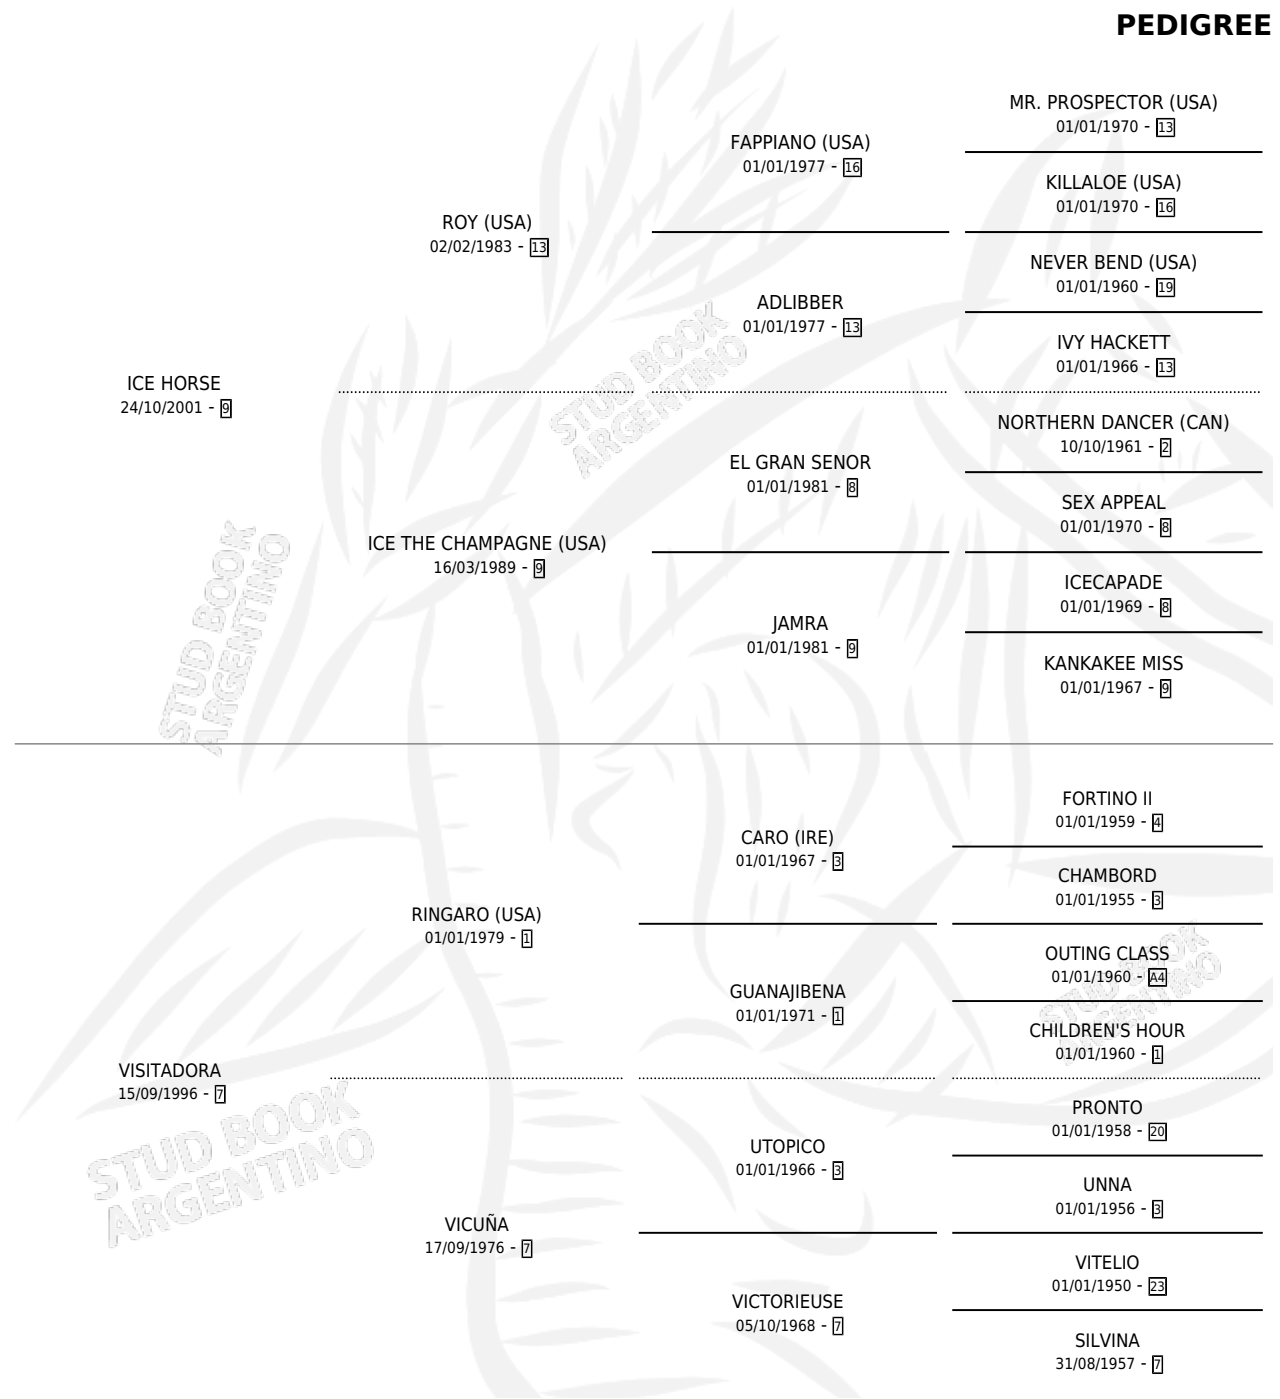 PEDIGREE
MR. PROSPECTOR (USA)
01/01/1970 - 13
FAPPIANO (USA)
01/01/1977 - 16
KILLALOE (USA)
01/01/1970 - 16
ROY (USA)
02/02/1983 - 13
NEVER BEND (USA)
01/01/1960 - 19
ADLIBBER
01/01/1977 - 13
IVY HACKETT
01/01/1966 - 13
ICE HORSE
24/10/2001 - 9
NORTHERN DANCER (CAN)
10/10/1961 - 2
EL GRAN SENOR
01/01/1981 - 8
SEX APPEAL
01/01/1970 - 8
ICE THE CHAMPAGNE (USA)
16/03/1989 - 9
ICECAPADE
01/01/1969 - 8
JAMRA
01/01/1981 - 9
KANKAKEE MISS
01/01/1967 - 9
FORTINO II
01/01/1959 - 4
CARO (IRE)
01/01/1967 - 3
CHAMBORD
01/01/1955 - 3
RINGARO (USA)
01/01/1979 - 1
OUTING CLASS
01/01/1960 - A4
GUANAJIBENA
01/01/1971 - 1
CHILDREN'S HOUR
01/01/1960 - 1
VISITADORA
15/09/1996 - 7
PRONTO
01/01/1958 - 20
UTOPICO
01/01/1966 - 3
UNNA
01/01/1956 - 3
VICUÑA
17/09/1976 - 7
VITELIO
01/01/1950 - 23
VICTORIEUSE
05/10/1968 - 7
SILVINA
31/08/1957 - 7
STUD BOOK
ARGENTINO
STUD BOOK
ARGENTINO
STUD BOOK
ARGENTINO
STUD BOOK
ARGENTINO